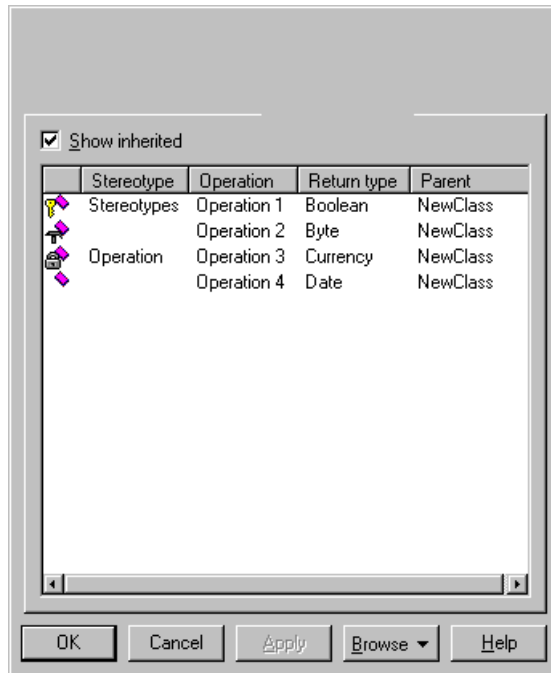 Show inherited
Stereotype Operation Return type Parent
Stereotypes Operation 1 Boolean NewClass
Operation 2 Byte NewClass
Operation Operation 3 Currency NewClass
Operation 4 Date NewClass
OK Cancel Apply Browse Help